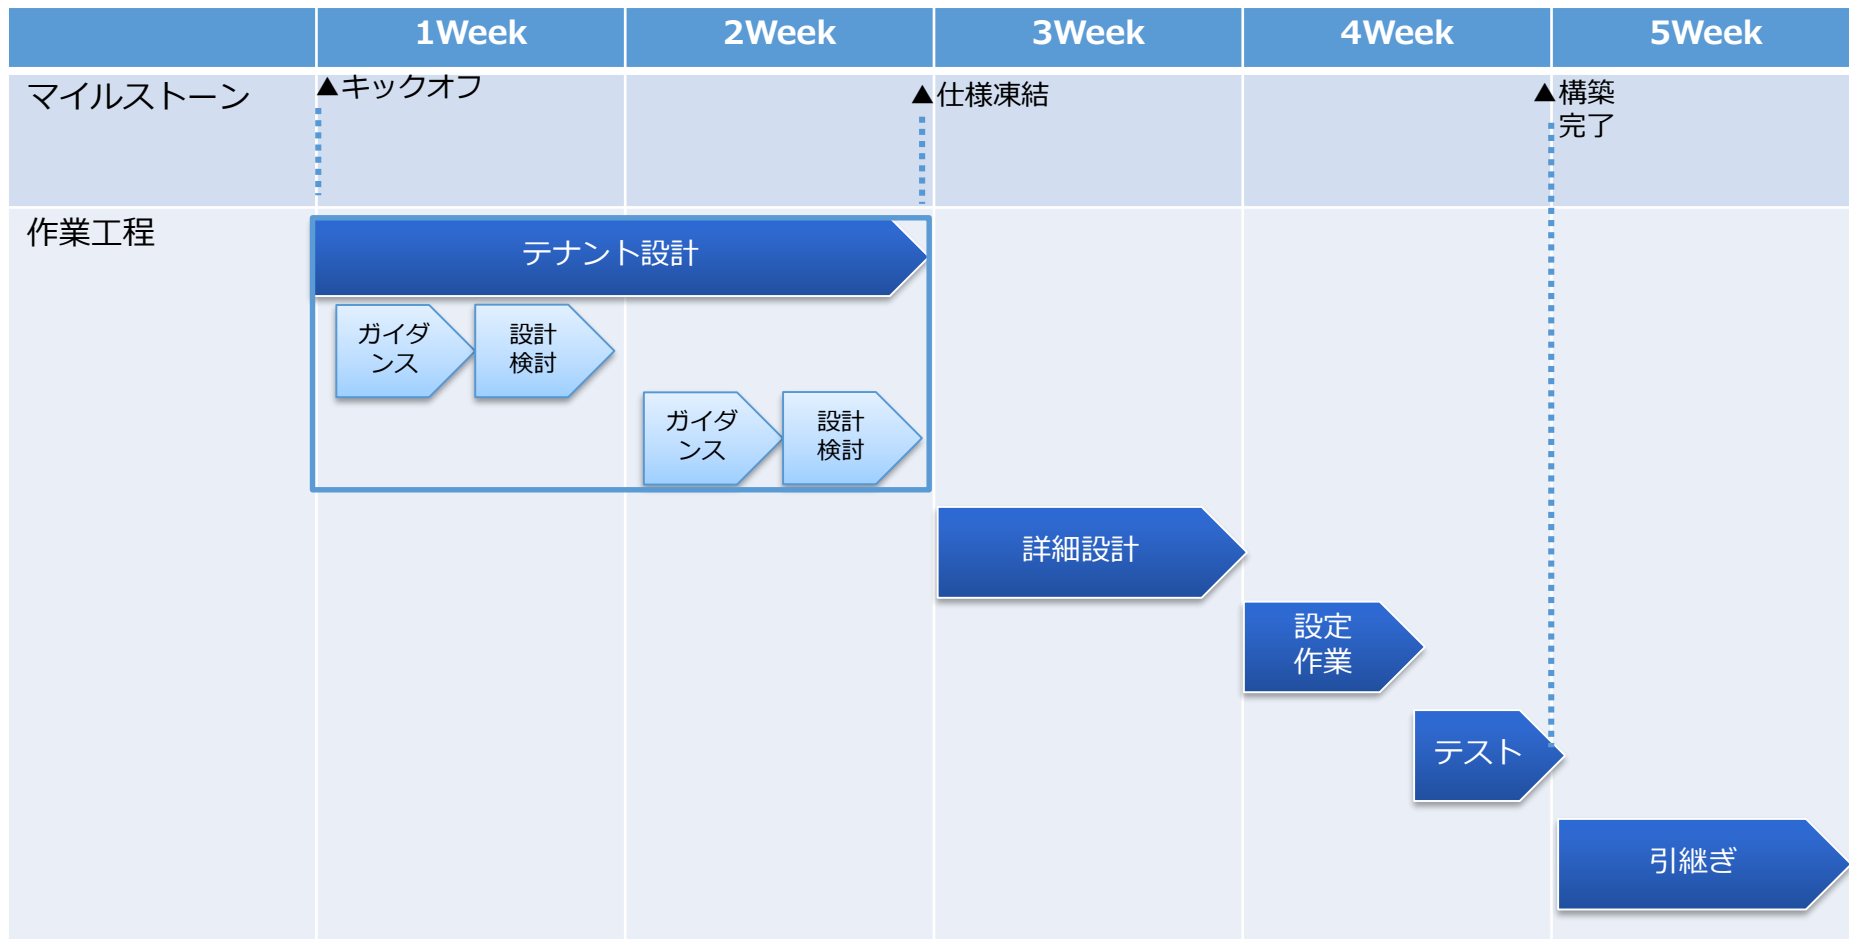 1Week
2Week
3Week
4Week
5Week
マイルストーン
▲キックオフ
▲仕様凍結
▲構築
完了
作業工程
テナント設計
ガイダ
ンス
設計
検討
ガイダ
ンス
設計
検討
詳細設計
設定
作業
テスト
引継ぎ